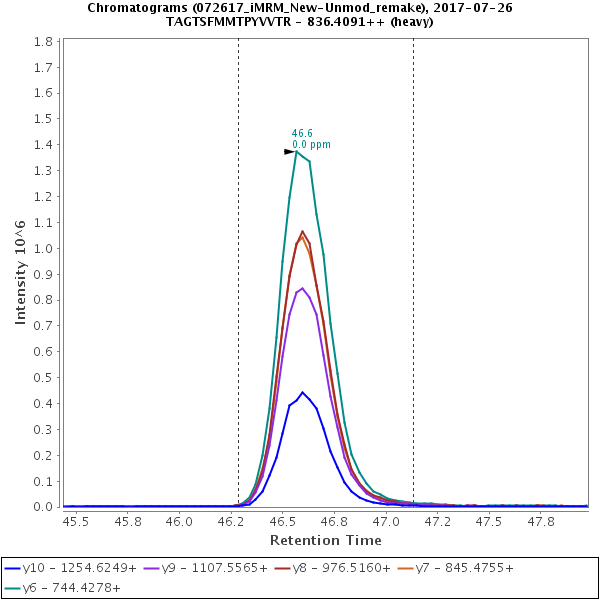 Chromatograms (072617_iMRM_New-Unmod_remake), 2017-07-26
TAGTSFMMTPYVVTR - 836.4091++ (heavy)
1.8
1.7
1.6
1.5
1.4
1.3
1.2
1.1
1.0
0.9
0.8
0.7
0.6
0.5
0.4
0.3
0.2
0.1
0.0
Intensity 10^6
46.6
0.0 ppm
45.5 45.8 46.0 46.2 46.5 46.8 47.0 47.2 47.5 47.8
Retention Time
y10 - 1254.6249+ y9 - 1107.5565+ y8 - 976.5160+ y7 - 845.4755+
y6 - 744.4278+